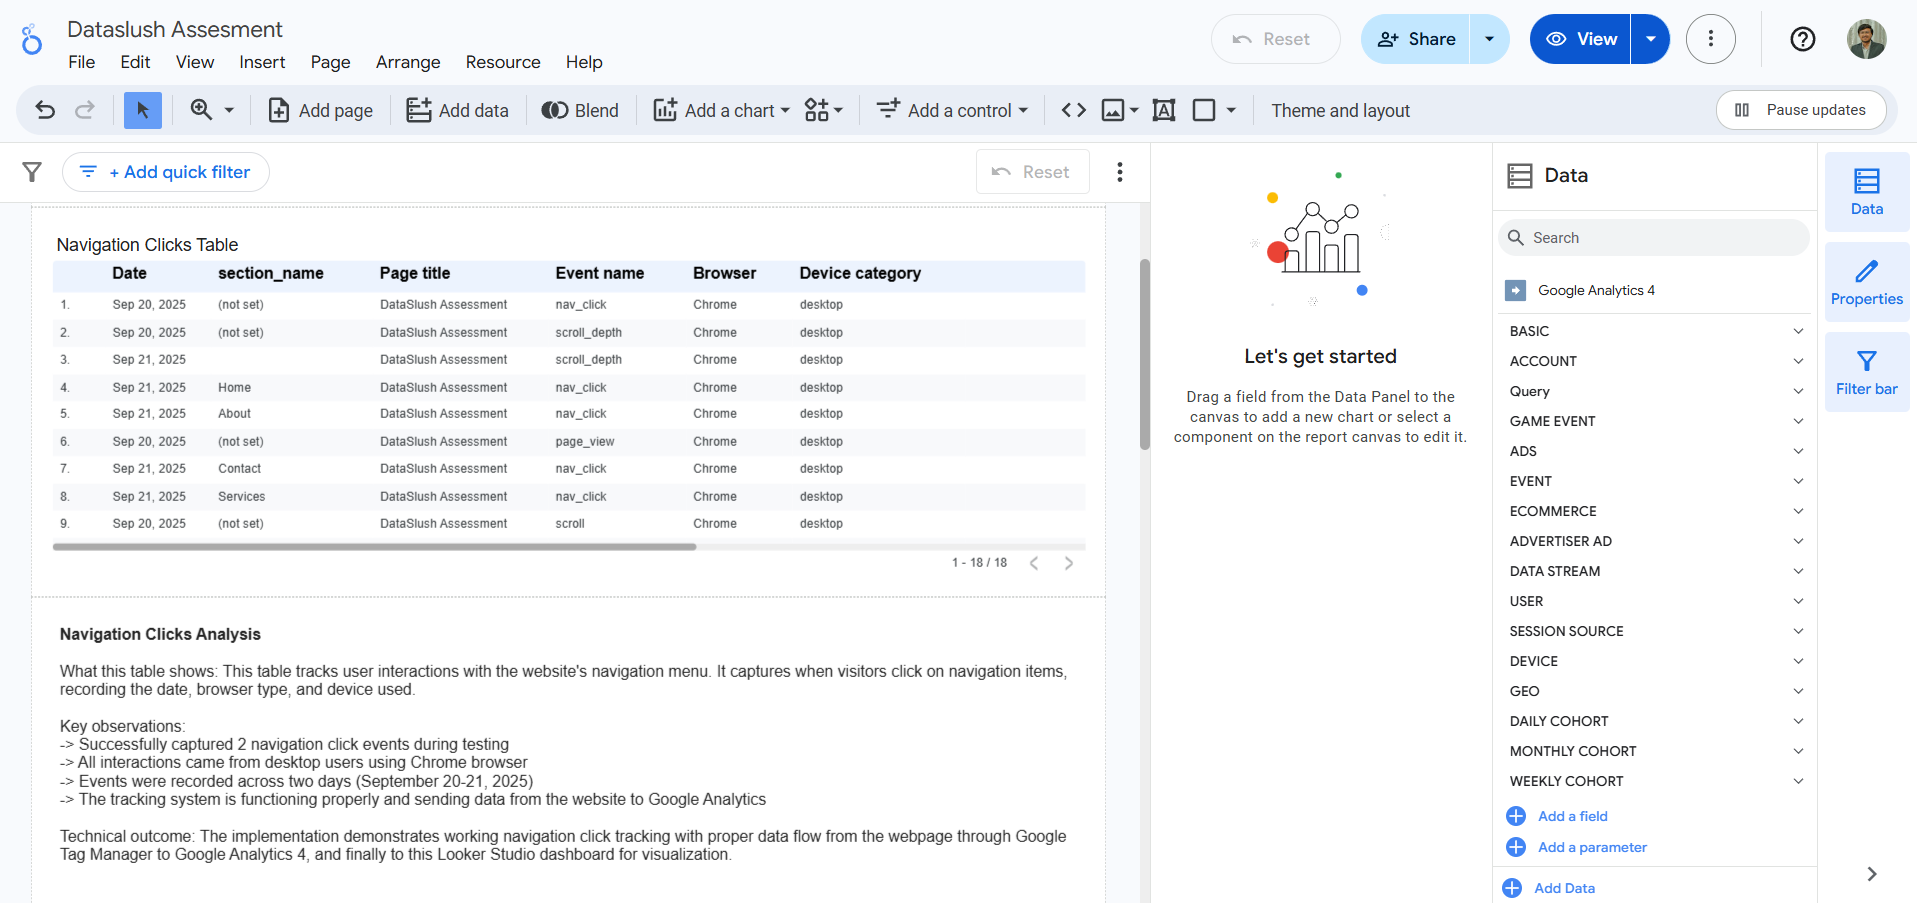 Dataslush Assesment
File Edit View Insert Page Arrange Resource Help
Reset
Share
View
Add page
Add data
Blend
Add a chart
Add a control
Theme and layout
Pause updates
+ Add quick filter
Reset
Navigation Clicks Table
Date section_name Page title Event name Browser Device category
1. Sep 20, 2025 (not set) DataSlush Assessment nav_click Chrome desktop
2. Sep 20, 2025 (not set) DataSlush Assessment scroll_depth Chrome desktop
3. Sep 21, 2025 DataSlush Assessment scroll_depth Chrome desktop
4. Sep 21, 2025 Home DataSlush Assessment nav_click Chrome desktop
5. Sep 21, 2025 About DataSlush Assessment nav_click Chrome desktop
6. Sep 20, 2025 (not set) DataSlush Assessment page_view Chrome desktop
7. Sep 21, 2025 Contact DataSlush Assessment nav_click Chrome desktop
8. Sep 21, 2025 Services DataSlush Assessment nav_click Chrome desktop
9. Sep 20, 2025 (not set) DataSlush Assessment scroll Chrome desktop
1 - 18 / 18
Navigation Clicks Analysis
What this table shows: This table tracks user interactions with the website's navigation menu. It captures when visitors click on navigation items,
recording the date, browser type, and device used.
Key observations:
-> Successfully captured 2 navigation click events during testing
-> All interactions came from desktop users using Chrome browser
-> Events were recorded across two days (September 20-21, 2025)
-> The tracking system is functioning properly and sending data from the website to Google Analytics
Technical outcome: The implementation demonstrates working navigation click tracking with proper data flow from the webpage through Google
Tag Manager to Google Analytics 4, and finally to this Looker Studio dashboard for visualization.
Let's get started
Drag a field from the Data Panel to the
canvas to add a new chart or select a
component on the report canvas to edit it.
Data
Search
Google Analytics 4
BASIC
ACCOUNT
Query
GAME EVENT
ADS
EVENT
ECOMMERCE
ADVERTISER AD
DATA STREAM
USER
SESSION SOURCE
DEVICE
GEO
DAILY COHORT
MONTHLY COHORT
WEEKLY COHORT
Add a field
Add a parameter
Add Data
Data
Properties
Filter bar